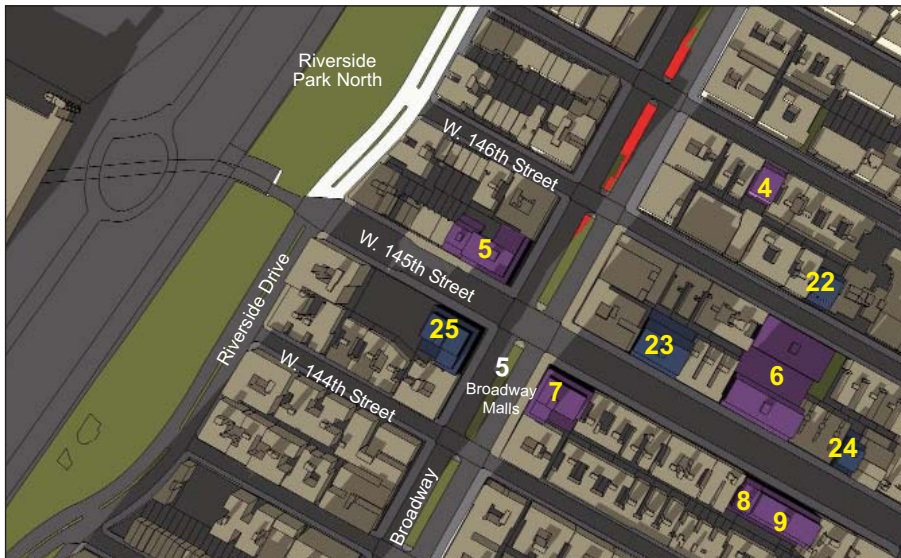 Riverside
Park North
W. 146th Street
4
5
W. 145th Street
22
Riverside Drive
25
23
5
Broadway
Malls
6
7
W. 144th Street
24
8
9
Broadway